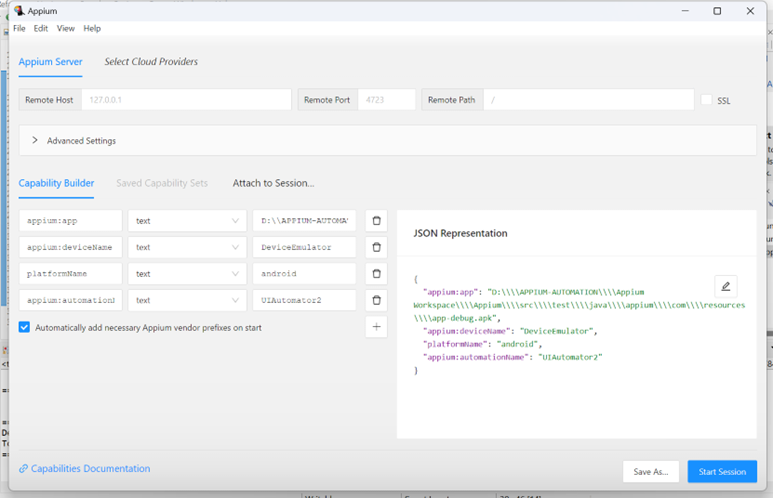 Appium
File Edit View Help
Appium Server Select Cloud Providers
Remote Host 127.0.0.1 Remote Port 4723 Remote Path / SSL
Advanced Settings
Capability Builder Saved Capability Sets Attach to Session...
appium:app text D:\\APPIUM-AUTOMA
appium:deviceName text DeviceEmulator
platformName text android
appium:automation text UIAutomator2
Automatically add necessary Appium vendor prefixes on start
JSON Representation
{
"appium:app": "D:\\\\APPIUM-AUTOMATION\\\\Appium
Workspace\\\\Appium\\\\src\\\\test\\\\java\\\\appium\\\\com\\\\resources
\\\\app-debug.apk",
"appium:deviceName": "DeviceEmulator",
"platformName": "android",
"appium:automationName": "UIAutomator2"
}
Capabilities Documentation
Save As... Start Session